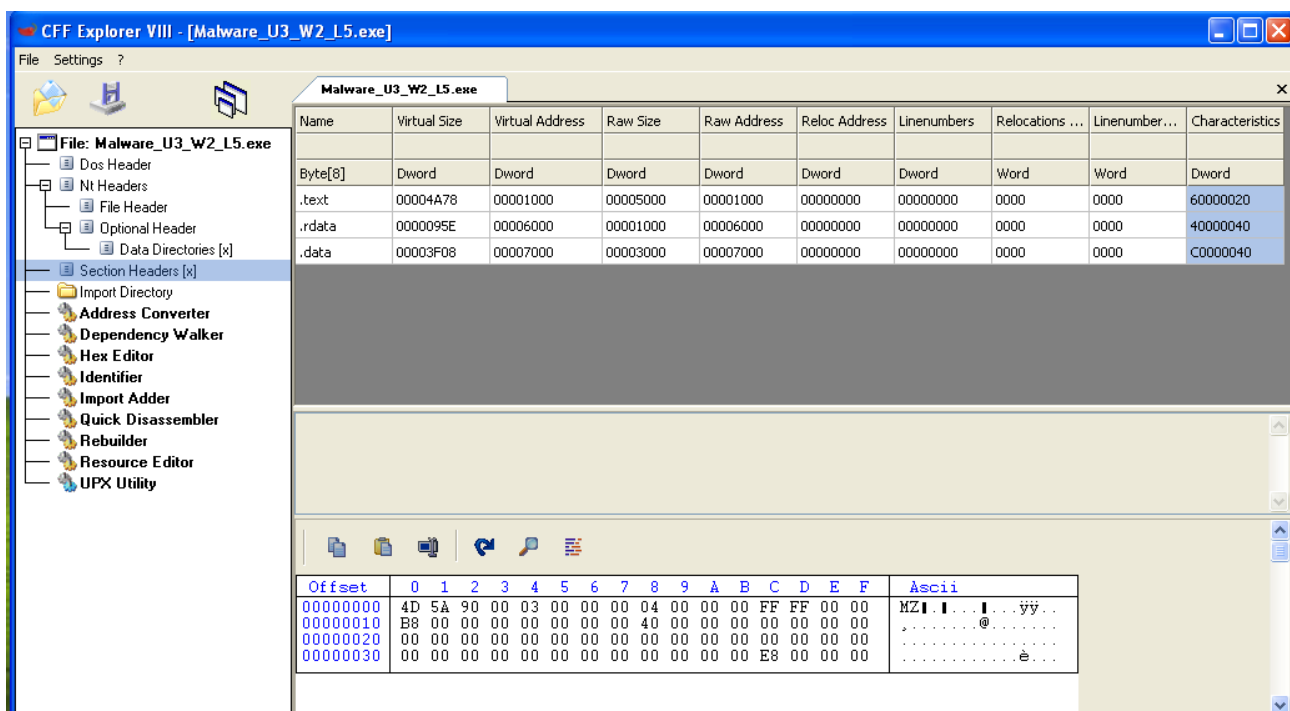 CFF Explorer VIII - [Malware_U3_W2_L5.exe]
File Settings ?
Malware_U3_W2_L5.exe
File: Malware_U3_W2_L5.exe
Dos Header
Nt Headers
File Header
Optional Header
Data Directories [x]
Section Headers [x]
Import Directory
Address Converter
Dependency Walker
Hex Editor
Identifier
Import Adder
Quick Disassembler
Rebuilder
Resource Editor
UPX Utility
Name Virtual Size Virtual Address Raw Size Raw Address Reloc Address Linenumbers Relocations ... Linenumber... Characteristics
Byte[8] Dword Dword Dword Dword Dword Dword Word Word Dword
.text 00004A78 00001000 00005000 00001000 00000000 00000000 0000 0000 60000020
.rdata 0000095E 00006000 00001000 00006000 00000000 00000000 0000 0000 40000040
.data 00003F08 00007000 00003000 00007000 00000000 00000000 0000 0000 C0000040
Offset 0 1 2 3 4 5 6 7 8 9 A B C D E F Ascii
00000000 4D 5A 90 00 03 00 00 00 04 00 00 00 FF FF 00 00 MZ▮.▮...▮...ÿÿ..
00000010 B8 00 00 00 00 00 00 00 40 00 00 00 00 00 00 00 ¸.......@.......
00000020 00 00 00 00 00 00 00 00 00 00 00 00 00 00 00 00 ................
00000030 00 00 00 00 00 00 00 00 00 00 00 00 E8 00 00 00 ............è...